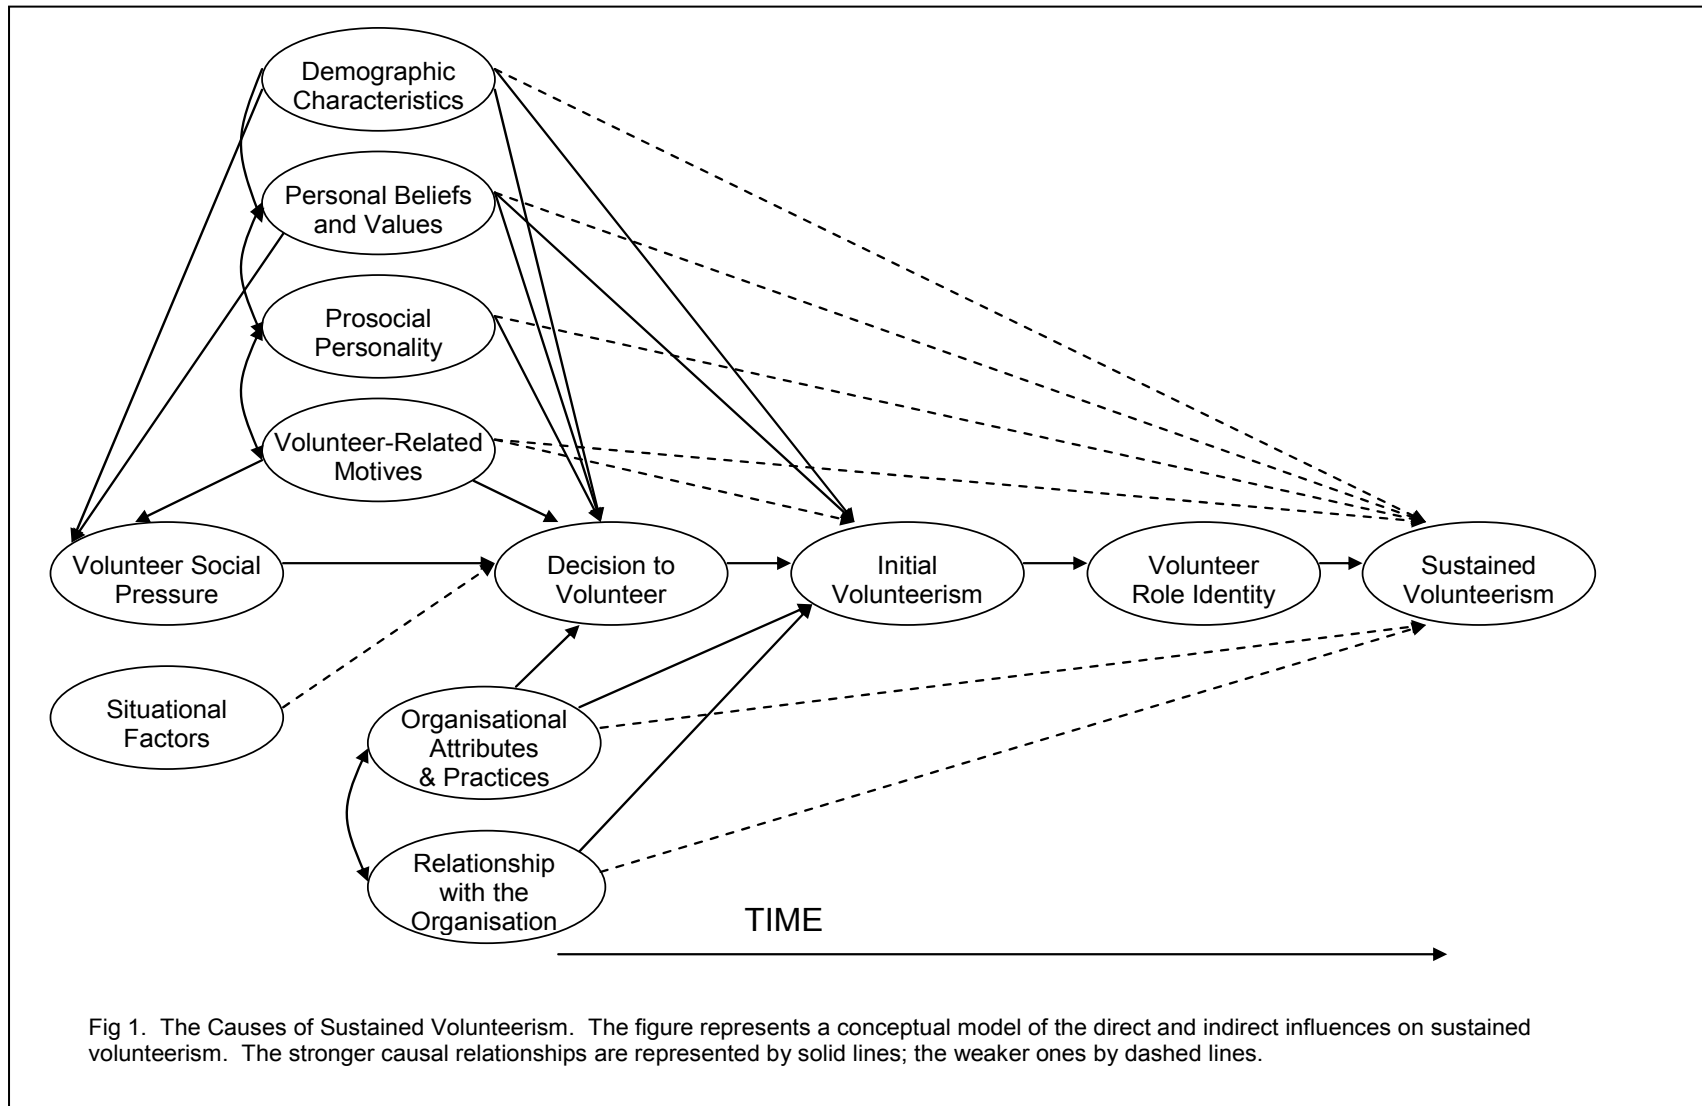 Demographic
Characteristics
Personal Beliefs
and Values
Prosocial
Personality
Volunteer-Related
Motives
Volunteer Social
Pressure
Decision to
Volunteer
Initial
Volunteerism
Volunteer
Role Identity
Sustained
Volunteerism
Situational
Factors
Organisational
Attributes
& Practices
Relationship
with the
Organisation
TIME
Fig 1.  The Causes of Sustained Volunteerism.  The figure represents a conceptual model of the direct and indirect influences on sustained
volunteerism.  The stronger causal relationships are represented by solid lines; the weaker ones by dashed lines.